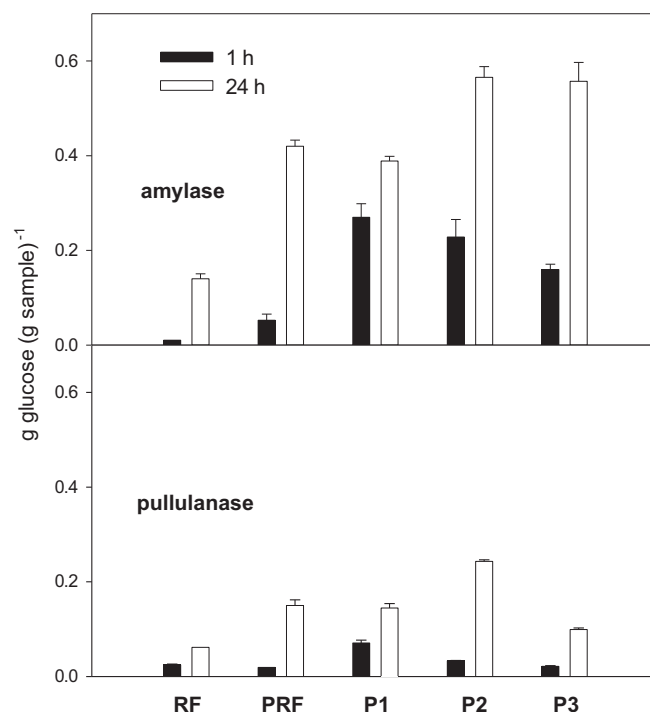 1 h
24 h
0.6
0.4
amylase
0.2
0.0
g glucose (g sample)-1
0.6
0.4
pullulanase
0.2
0.0
RF PRF P1 P2 P3